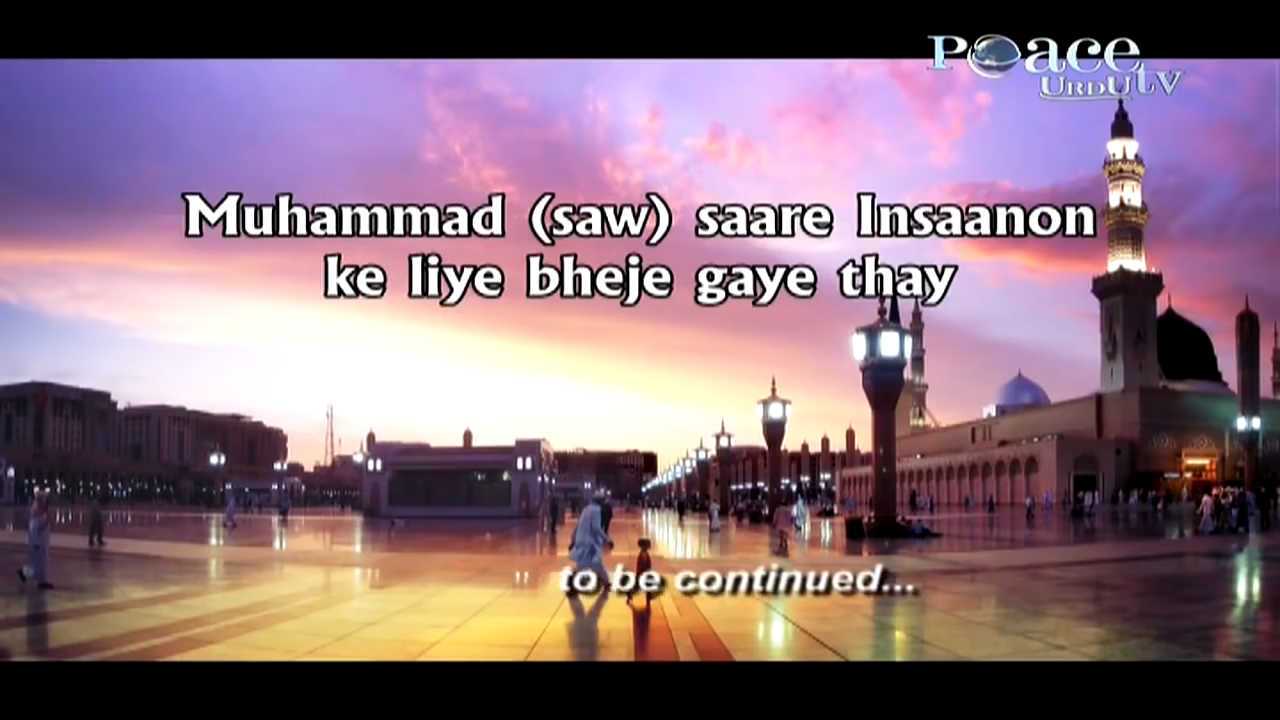 Peace
URDU tv
Muhammad (saw) saare Insaanon
ke liye bheje gaye thay
" to be continued...